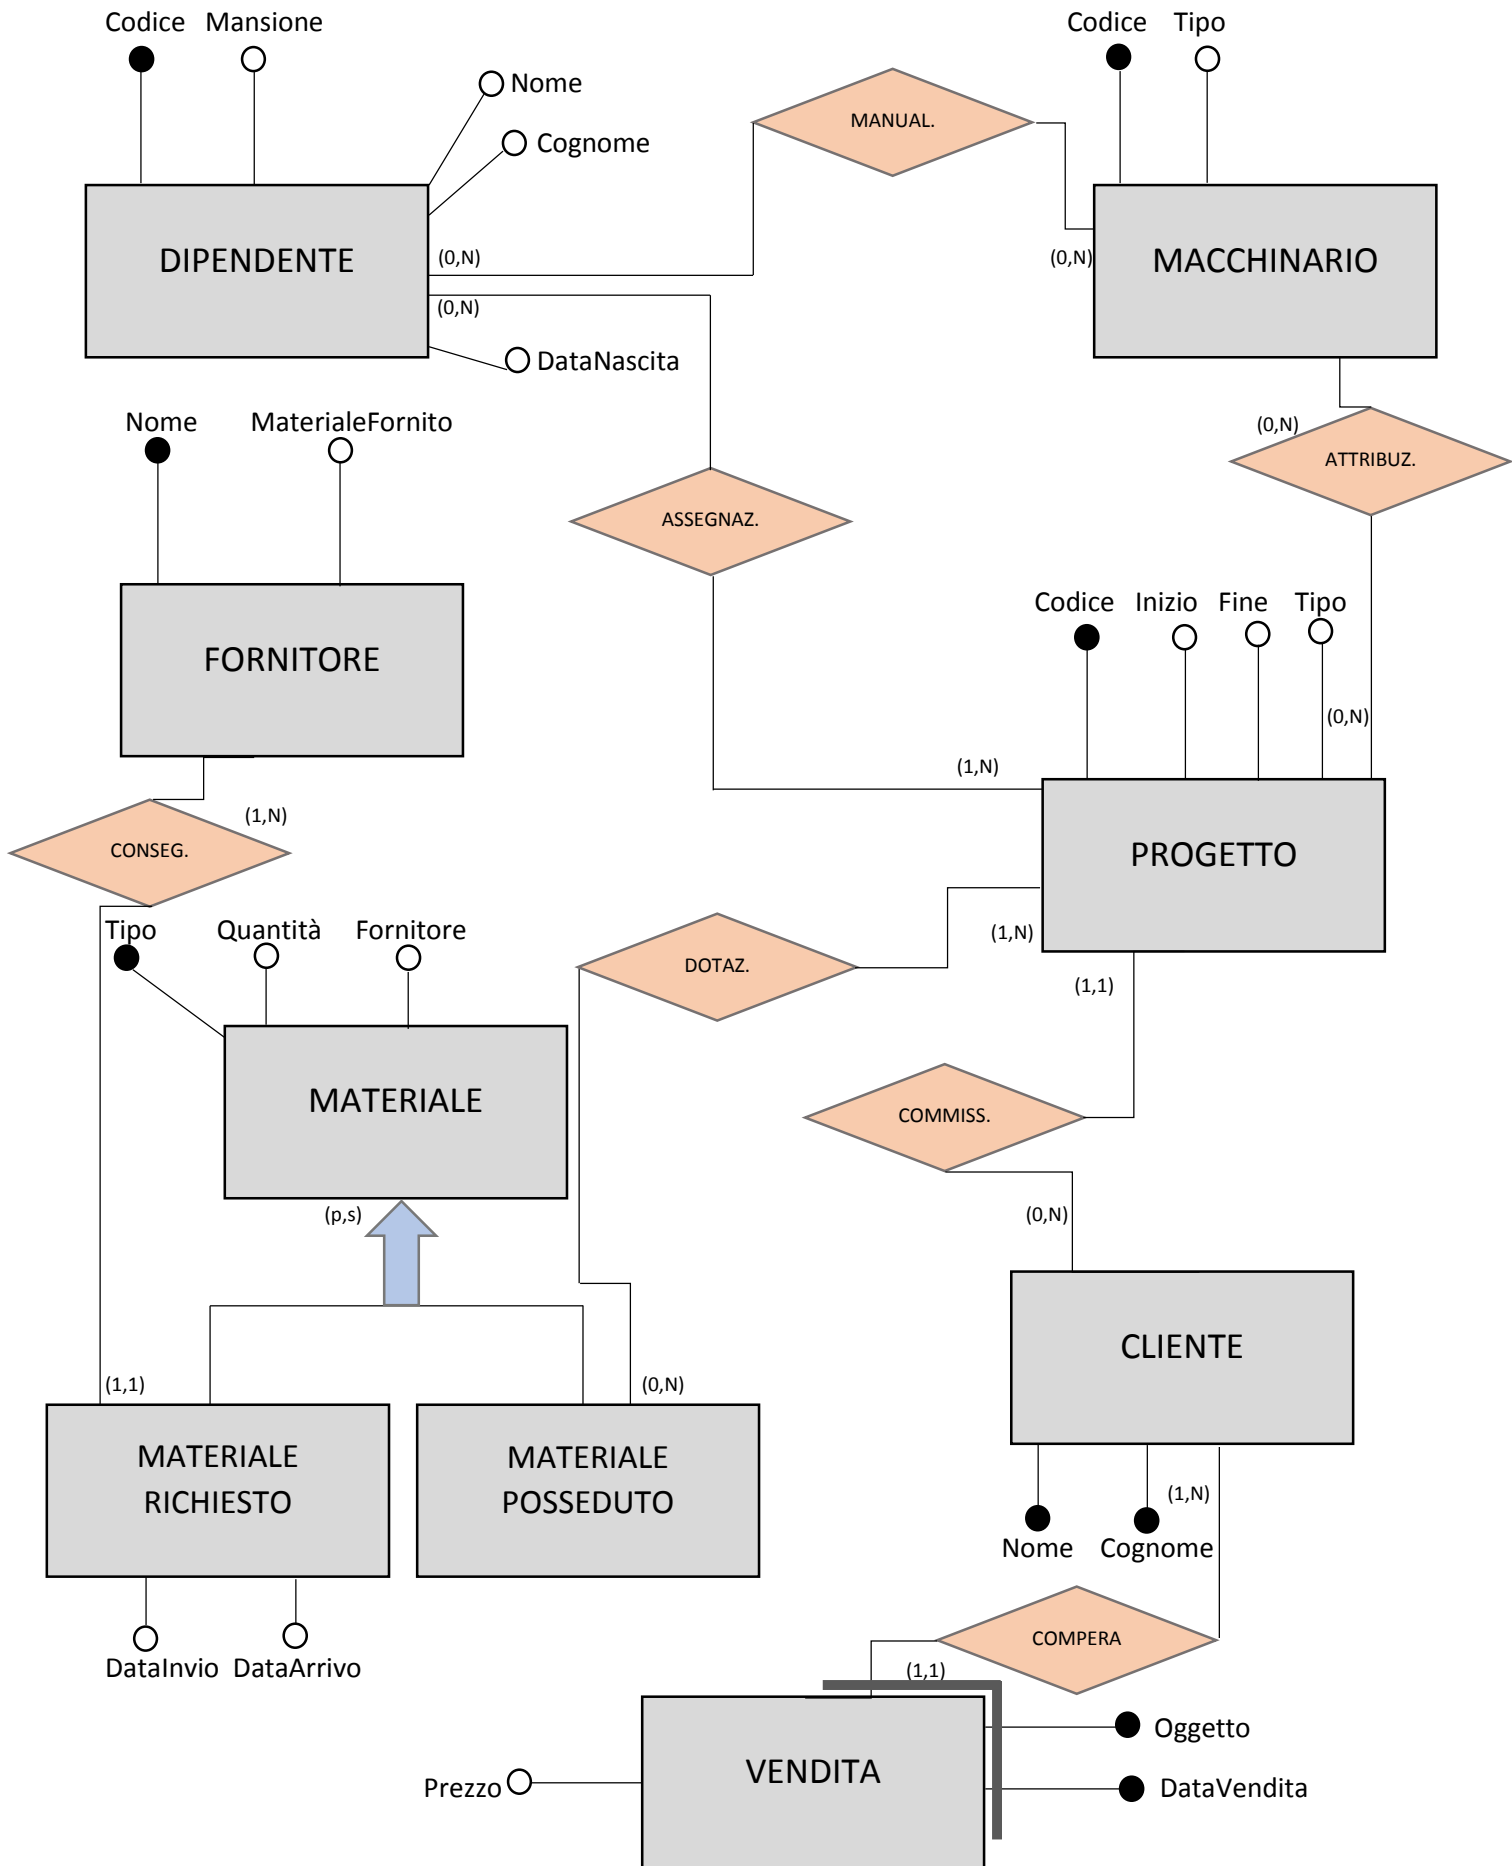 Codice Mansione
Codice Tipo
Nome
Cognome
MANUAL.
DIPENDENTE
(0,N)
(0,N)
MACCHINARIO
(0,N)
DataNascita
Nome MaterialeFornito
(0,N)
ATTRIBUZ.
ASSEGNAZ.
Codice Inizio Fine Tipo
FORNITORE
(0,N)
(1,N)
(1,N)
CONSEG.
PROGETTO
Tipo Quantità Fornitore
(1,N)
DOTAZ.
(1,1)
MATERIALE
COMMISS.
(p,s)
(0,N)
CLIENTE
(1,1)
(0,N)
MATERIALE
RICHIESTO
MATERIALE
POSSEDUTO
(1,N)
Nome Cognome
COMPERA
DataInvio DataArrivo
(1,1)
Oggetto
VENDITA
Prezzo
DataVendita